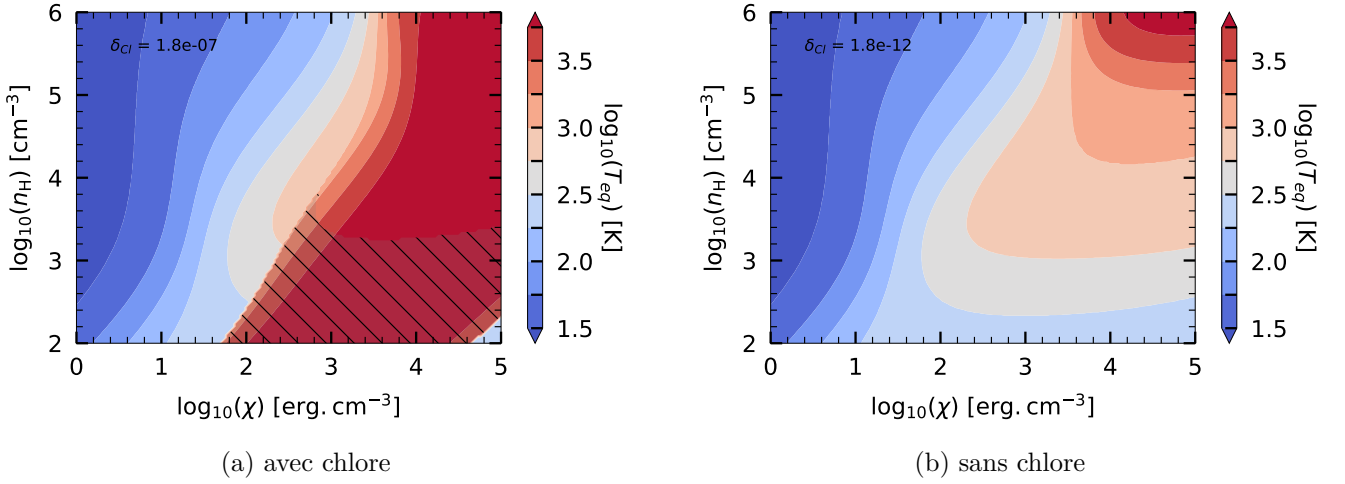 δ_CI = 1.8e-07
6
5
4
3
2
log₁₀(n_H) [cm⁻³]
0 1 2 3 4 5
log₁₀(χ) [erg.cm⁻³]
3.5
3.0
2.5
2.0
1.5
log₁₀(T_eq) [K]
(a) avec chlore
δ_CI = 1.8e-12
6
5
4
3
2
log₁₀(n_H) [cm⁻³]
0 1 2 3 4 5
log₁₀(χ) [erg.cm⁻³]
3.5
3.0
2.5
2.0
1.5
log₁₀(T_eq) [K]
(b) sans chlore